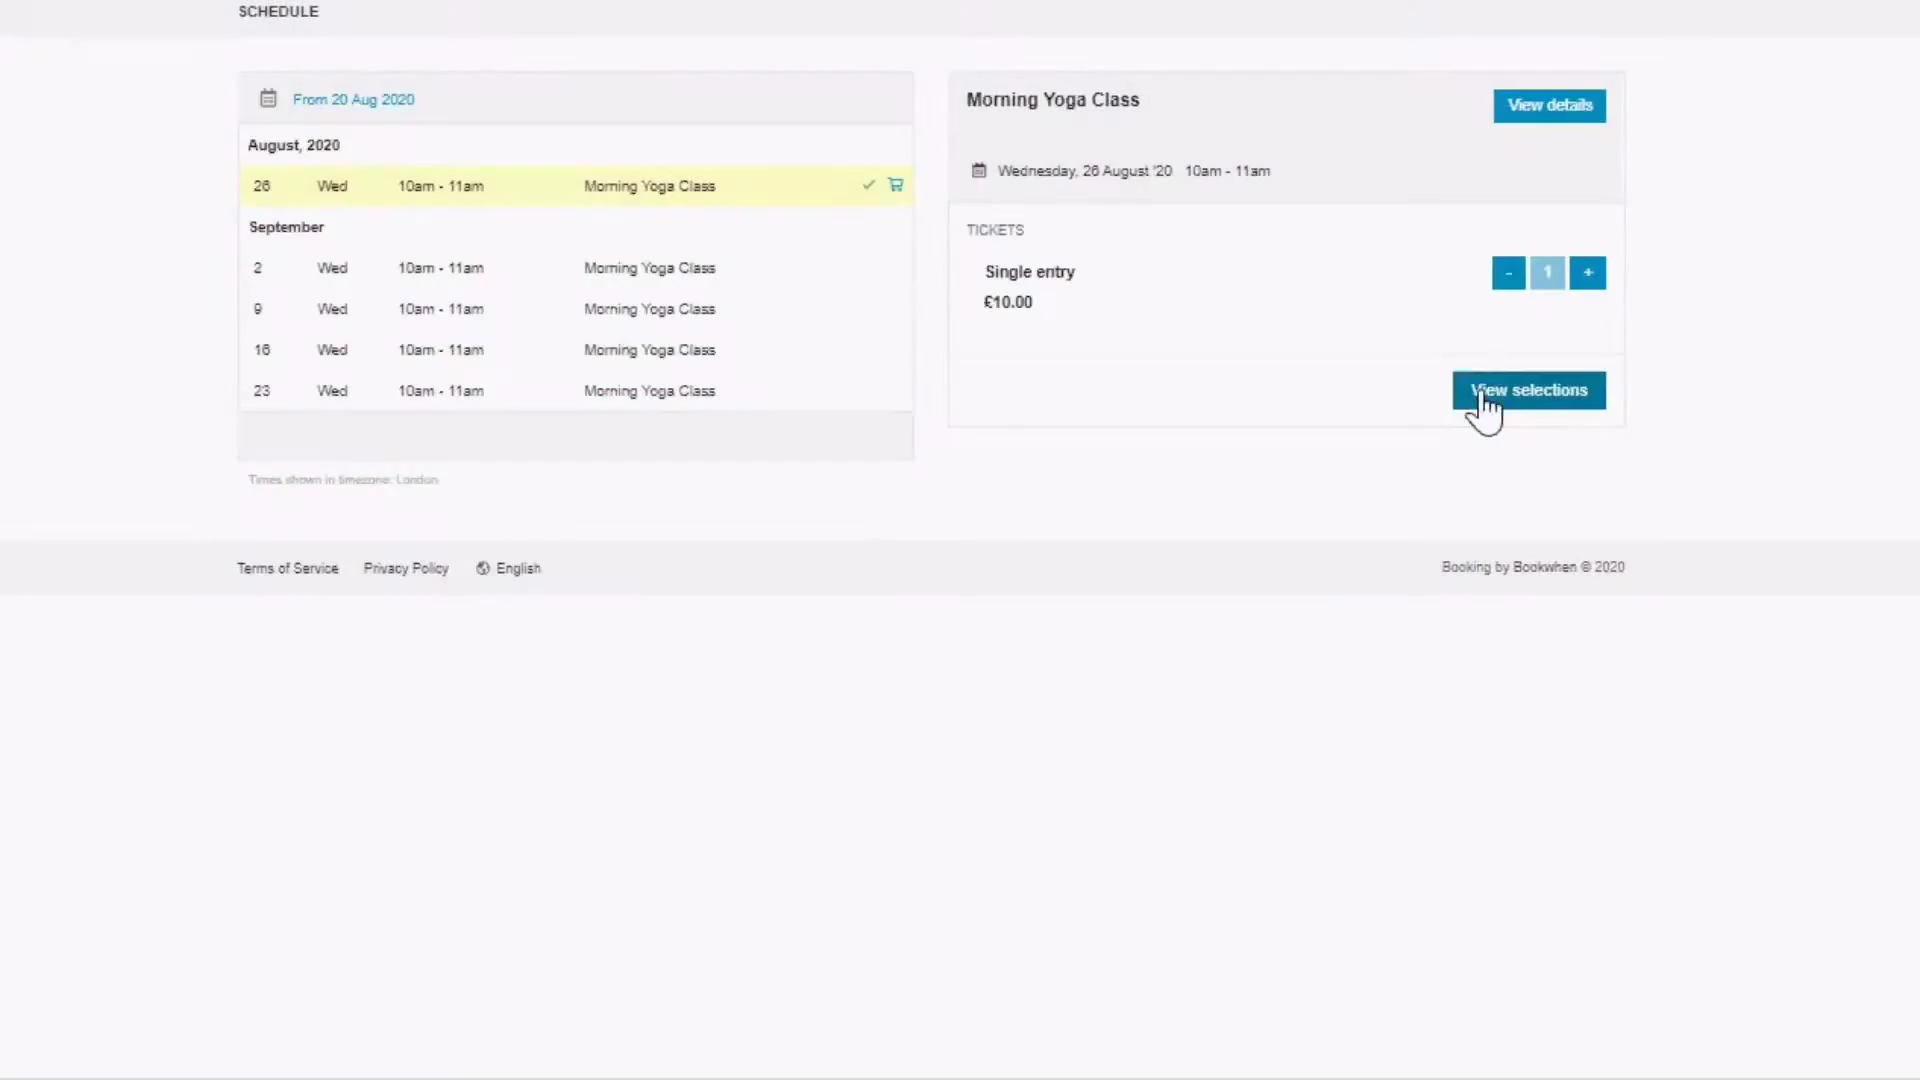 SCHEDULE
From 20 Aug 2020
August, 2020
26 Wed 10am - 11am Morning Yoga Class
September
2 Wed 10am - 11am Morning Yoga Class
9 Wed 10am - 11am Morning Yoga Class
16 Wed 10am - 11am Morning Yoga Class
23 Wed 10am - 11am Morning Yoga Class
Times shown in timezone: London
Morning Yoga Class
View details
Wednesday, 26 August '20 10am - 11am
TICKETS
Single entry
- 1 +
£10.00
View selections
Terms of Service Privacy Policy English
Booking by Bookwhen © 2020